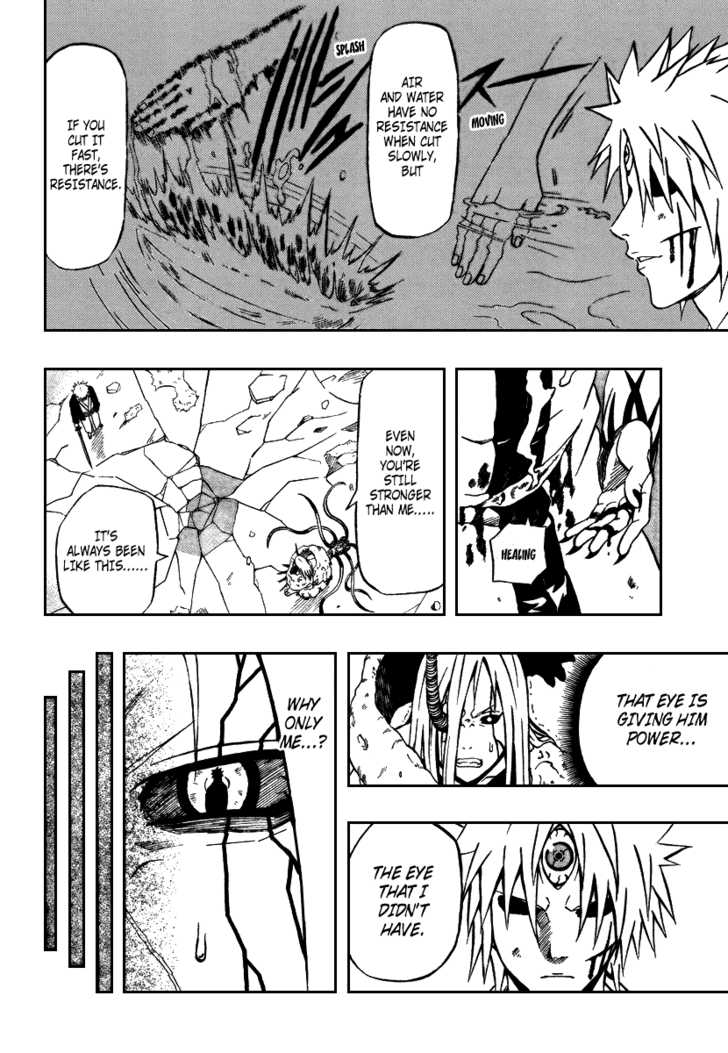 AIR
AND WATER
HAVE NO
RESISTANCE
WHEN CUT
SLOWLY,
BUT
MOVING
ス
SPLASH
IF YOU
CUT IT
FAST,
THERE'S
RESISTANCE.
HEALING
EVEN
NOW,
YOU'RE
STILL
STRONGER
THAN ME.....
IT'S
ALWAYS BEEN
LIKE THIS......
THAT EYE IS
GIVING HIM
POWER...
THE EYE
THAT I
DIDN'T
HAVE.
WHY
ONLY
ME...?